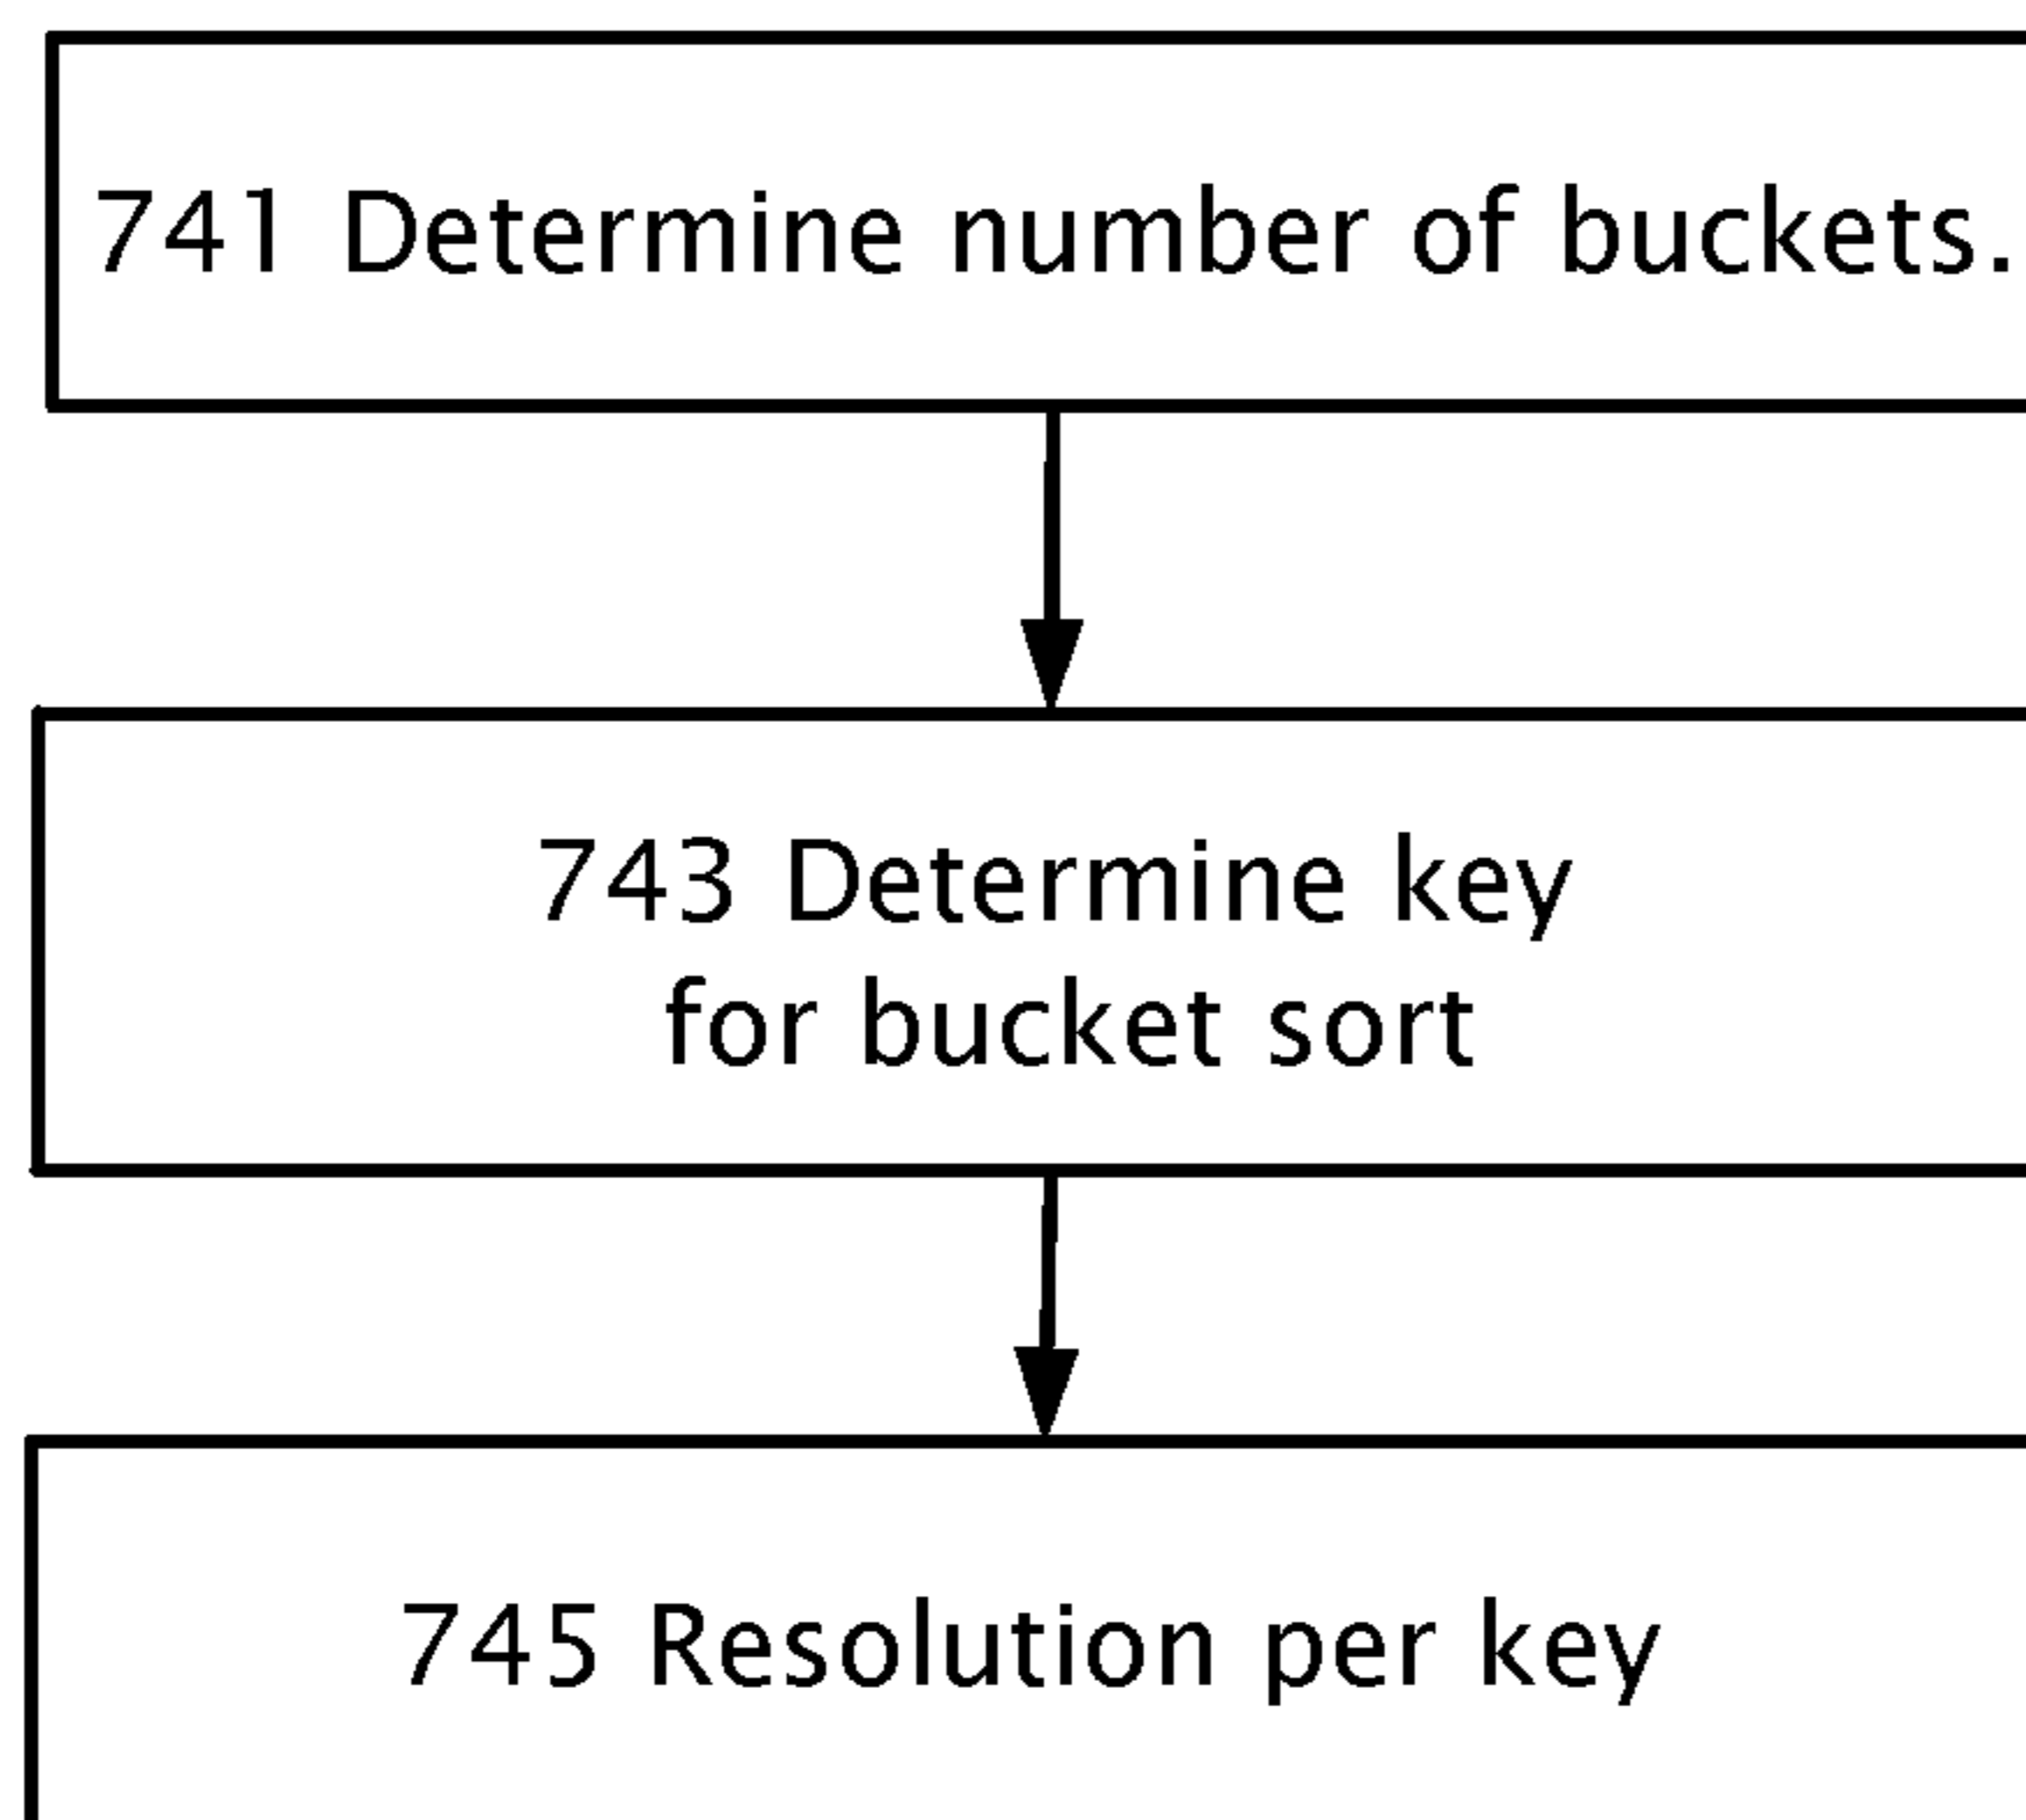 741 Determine number of buckets.
743 Determine key
for bucket sort
745 Resolution per key